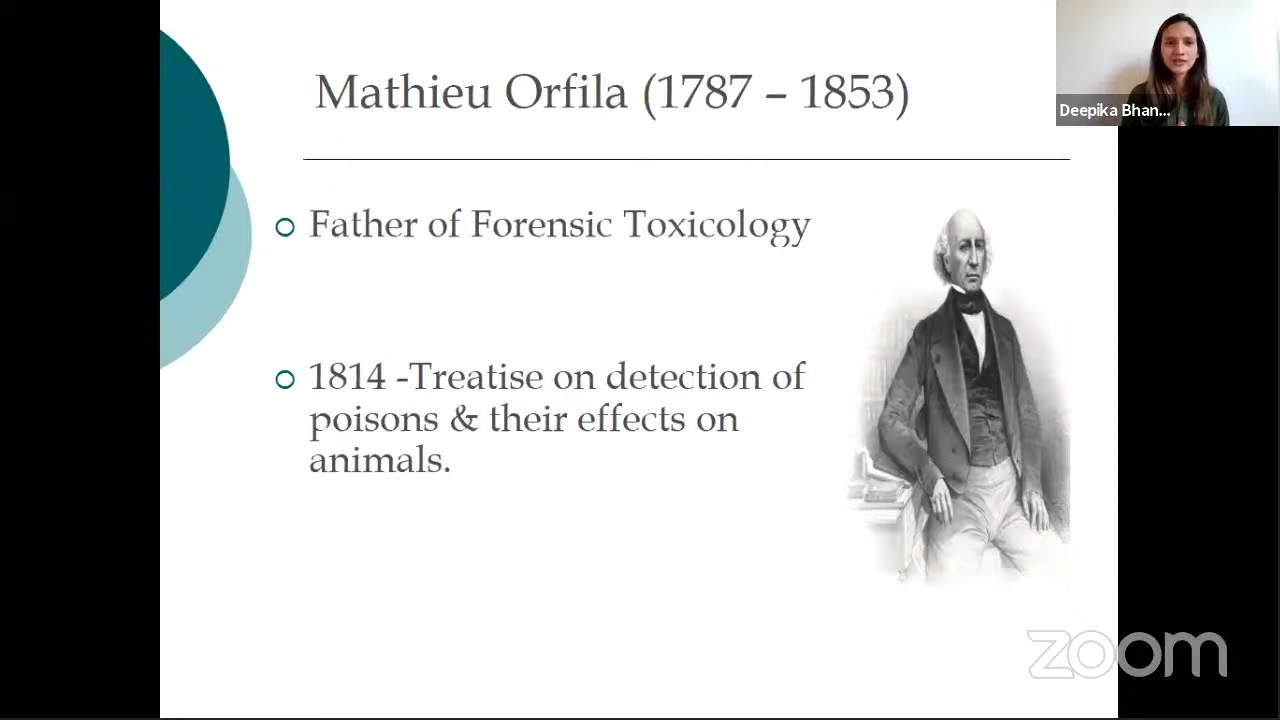 Mathieu Orfila (1787 – 1853)
Deepika Bhan...
Father of Forensic Toxicology
1814 -Treatise on detection of
poisons & their effects on
animals.
zoom